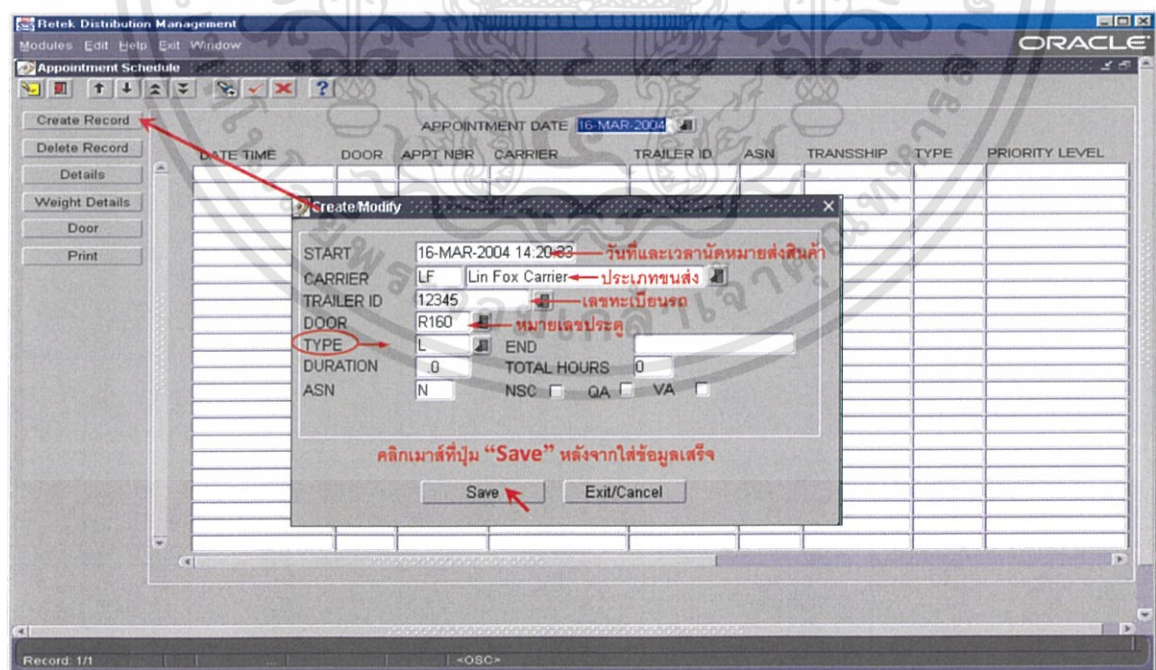 Retek Distribution Management
Modules Edit Help Exit Window
ORACLE
Appointment Schedule
Create Record
Delete Record
Details
Weight Details
Door
Print
APPOINTMENT DATE 16-MAR-2004
DATE TIME DOOR APPT NBR CARRIER TRAILER ID ASN TRANSSHIP TYPE PRIORITY LEVEL
Create/Modify
START 16-MAR-2004 14:20:33 วันที่และเวลานัดหมายส่งสินค้า
CARRIER LF Lin Fox Carrier ประเภทขนส่ง
TRAILER ID 12345 เลขทะเบียนรถ
DOOR R160 หมายเลขประตู
TYPE L END
DURATION .0 TOTAL HOURS 0
ASN N NSC QA VA
คลิกเมาส์ที่ปุ่ม “Save” หลังจากใส่ข้อมูลเสร็จ
Save Exit/Cancel
Record: 1/1 ... <OSC>